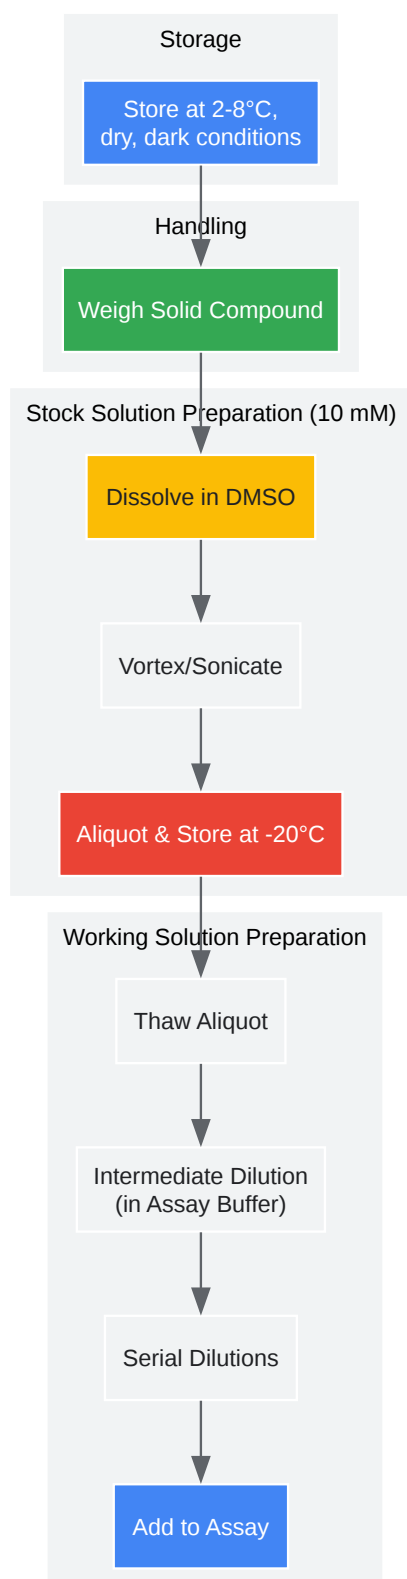 Storage
Store at 2-8°C,
dry, dark conditions
Handling
Weigh Solid Compound
Stock Solution Preparation (10 mM)
Dissolve in DMSO
Vortex/Sonicate
Aliquot & Store at -20°C
Working Solution Preparation
Thaw Aliquot
Intermediate Dilution
(in Assay Buffer)
Serial Dilutions
Add to Assay